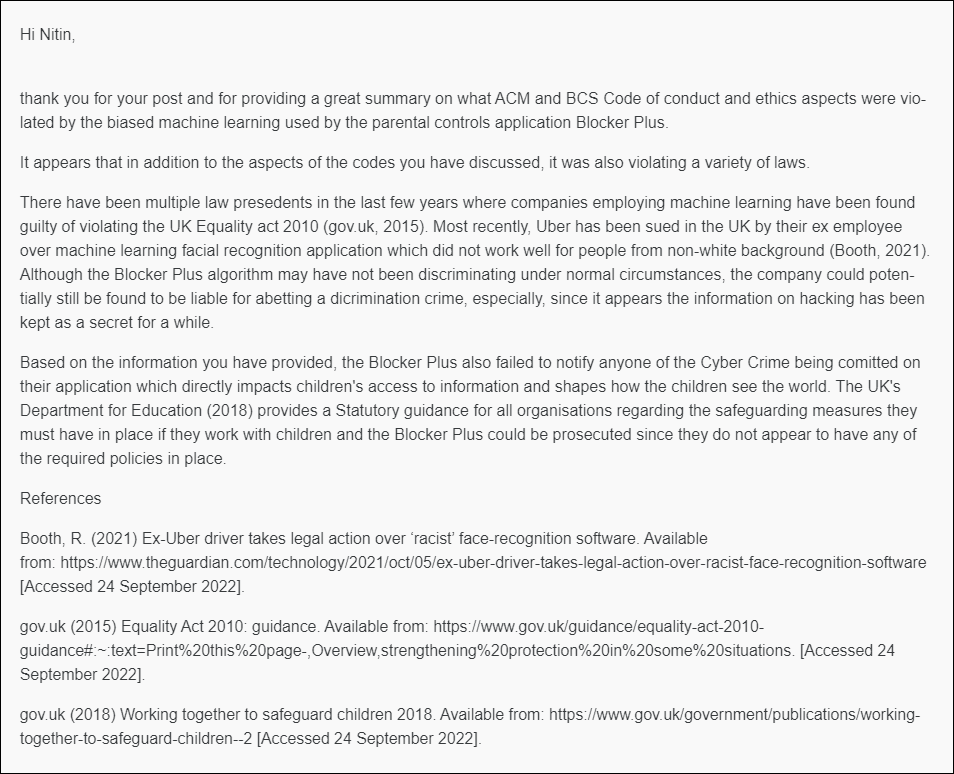 Hi Nitin,
thank you for your post and for providing a great summary on what ACM and BCS Code of conduct and ethics aspects were vio-
lated by the biased machine learning used by the parental controls application Blocker Plus.
It appears that in addition to the aspects of the codes you have discussed, it was also violating a variety of laws.
There have been multiple law presedents in the last few years where companies employing machine learning have been found
guilty of violating the UK Equality act 2010 (gov.uk, 2015). Most recently, Uber has been sued in the UK by their ex employee
over machine learning facial recognition application which did not work well for people from non-white background (Booth, 2021).
Although the Blocker Plus algorithm may have not been discriminating under normal circumstances, the company could poten-
tially still be found to be liable for abetting a dicrimination crime, especially, since it appears the information on hacking has been
kept as a secret for a while.
Based on the information you have provided, the Blocker Plus also failed to notify anyone of the Cyber Crime being comitted on
their application which directly impacts children's access to information and shapes how the children see the world. The UK's
Department for Education (2018) provides a Statutory guidance for all organisations regarding the safeguarding measures they
must have in place if they work with children and the Blocker Plus could be prosecuted since they do not appear to have any of
the required policies in place.
References
Booth, R. (2021) Ex-Uber driver takes legal action over ‘racist’ face-recognition software. Available
from: https://www.theguardian.com/technology/2021/oct/05/ex-uber-driver-takes-legal-action-over-racist-face-recognition-software
[Accessed 24 September 2022].
gov.uk (2015) Equality Act 2010: guidance. Available from: https://www.gov.uk/guidance/equality-act-2010-
guidance#:~:text=Print%20this%20page-,Overview,strengthening%20protection%20in%20some%20situations. [Accessed 24
September 2022].
gov.uk (2018) Working together to safeguard children 2018. Available from: https://www.gov.uk/government/publications/working-
together-to-safeguard-children--2 [Accessed 24 September 2022].